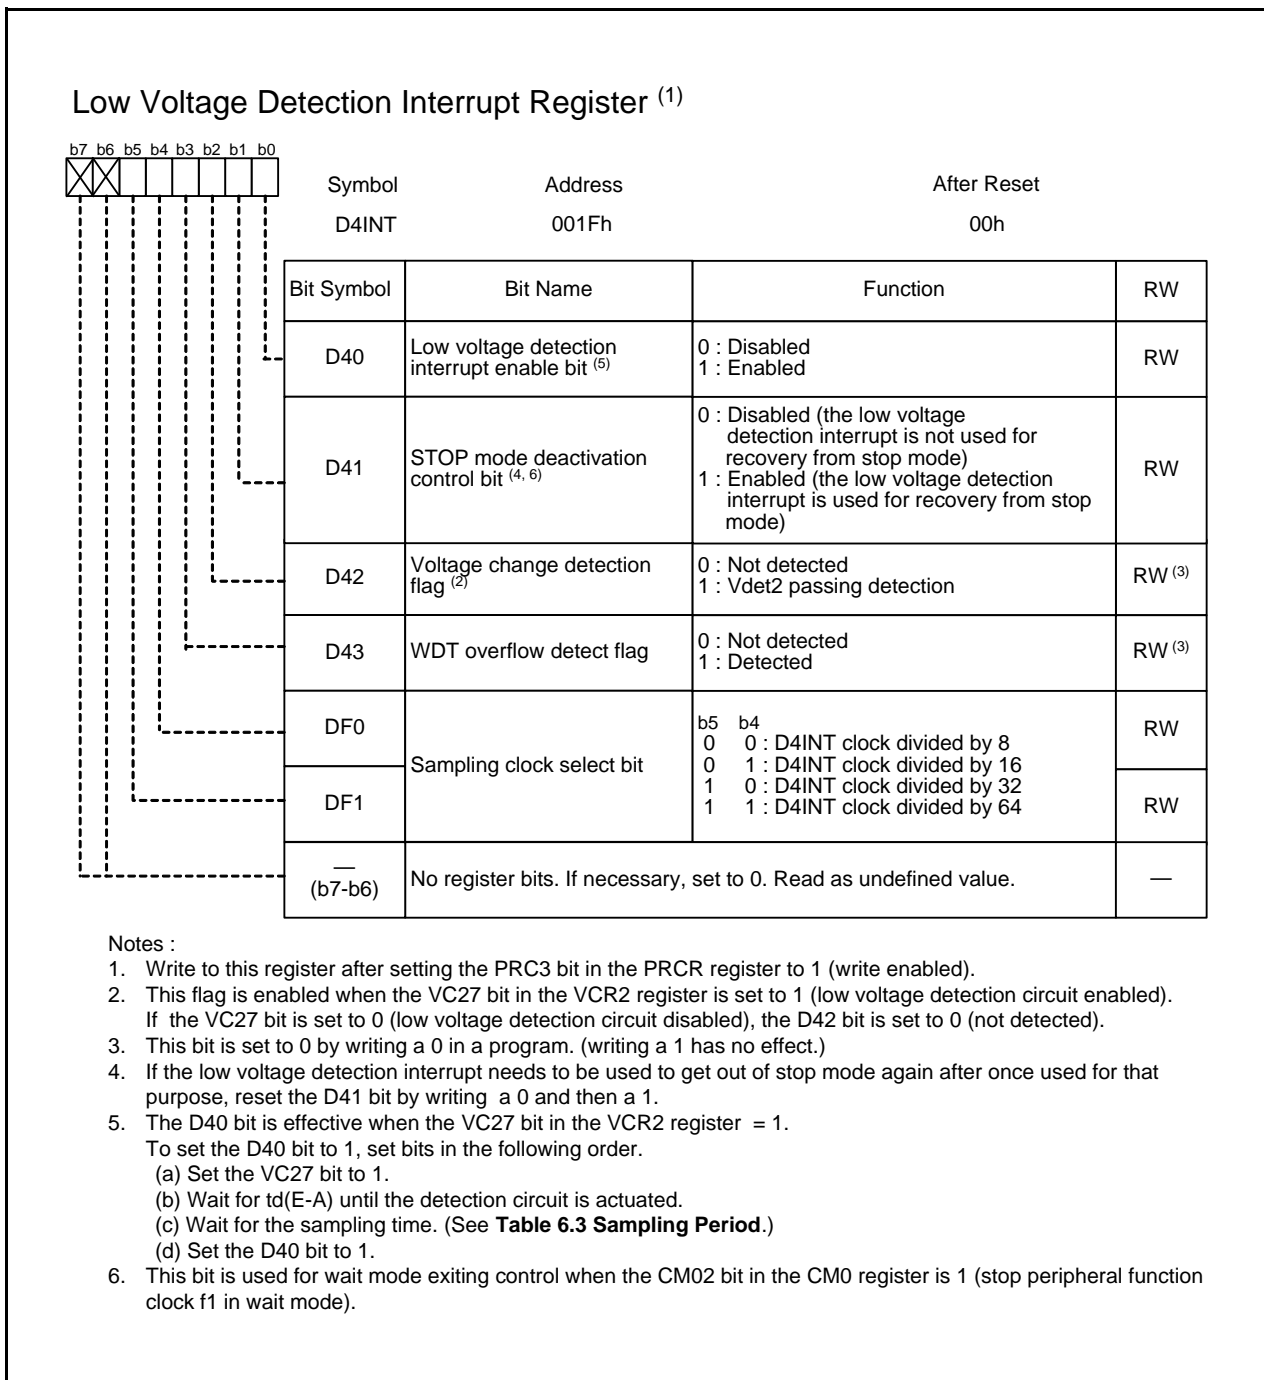 Low Voltage Detection Interrupt Register (1)
b7 b6 b5 b4 b3 b2 b1 b0
Symbol Address After Reset
D4INT 001Fh 00h
Bit Symbol Bit Name Function RW
D40 Low voltage detection interrupt enable bit (5) 0 : Disabled
1 : Enabled RW
D41 STOP mode deactivation control bit (4, 6) 0 : Disabled (the low voltage
detection interrupt is not used for
recovery from stop mode)
1 : Enabled (the low voltage detection
interrupt is used for recovery from stop
mode) RW
D42 Voltage change detection flag (2) 0 : Not detected
1 : Vdet2 passing detection RW (3)
D43 WDT overflow detect flag 0 : Not detected
1 : Detected RW (3)
DF0 Sampling clock select bit b5 b4
0 0 : D4INT clock divided by 8
0 1 : D4INT clock divided by 16
1 0 : D4INT clock divided by 32
1 1 : D4INT clock divided by 64 RW
DF1 RW
— (b7-b6) No register bits. If necessary, set to 0. Read as undefined value. —
Notes :
1. Write to this register after setting the PRC3 bit in the PRCR register to 1 (write enabled).
2. This flag is enabled when the VC27 bit in the VCR2 register is set to 1 (low voltage detection circuit enabled).
If the VC27 bit is set to 0 (low voltage detection circuit disabled), the D42 bit is set to 0 (not detected).
3. This bit is set to 0 by writing a 0 in a program. (writing a 1 has no effect.)
4. If the low voltage detection interrupt needs to be used to get out of stop mode again after once used for that
purpose, reset the D41 bit by writing a 0 and then a 1.
5. The D40 bit is effective when the VC27 bit in the VCR2 register = 1.
To set the D40 bit to 1, set bits in the following order.
(a) Set the VC27 bit to 1.
(b) Wait for td(E-A) until the detection circuit is actuated.
(c) Wait for the sampling time. (See Table 6.3 Sampling Period.)
(d) Set the D40 bit to 1.
6. This bit is used for wait mode exiting control when the CM02 bit in the CM0 register is 1 (stop peripheral function
clock f1 in wait mode).